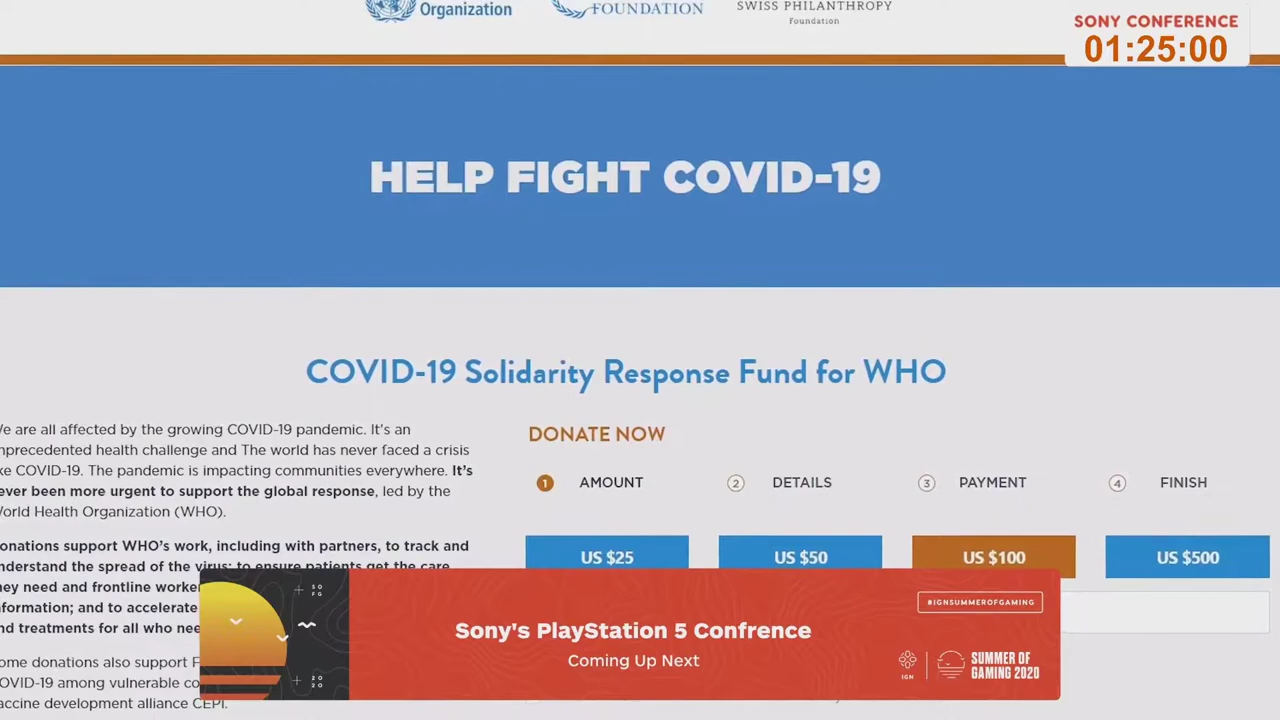 Organization
FOUNDATION
SWISS PHILANTHROPY
Foundation
SONY CONFERENCE
01:25:00
HELP FIGHT COVID-19
COVID-19 Solidarity Response Fund for WHO
e are all affected by the growing COVID-19 pandemic. It's an
nprecedented health challenge and The world has never faced a crisis
ke COVID-19. The pandemic is impacting communities everywhere. It's
ever been more urgent to support the global response, led by the
orld Health Organization (WHO).
onations support WHO's work, including with partners, to track and
nderstand the spread of the virus; to ensure patients get the care
hey need and frontline worke
formation; and to accelerate
nd treatments for all who nee
ome donations also support
OVID-19 among vulnerable co
accine development alliance CEPI.
DONATE NOW
1 AMOUNT
2 DETAILS
3 PAYMENT
4 FINISH
US $25
US $50
US $100
US $500
SO
FG
20
20
#IGNSUMMEROFGAMING
Sony's PlayStation 5 Confrence
Coming Up Next
IGN
SUMMER OF
GAMING 2020